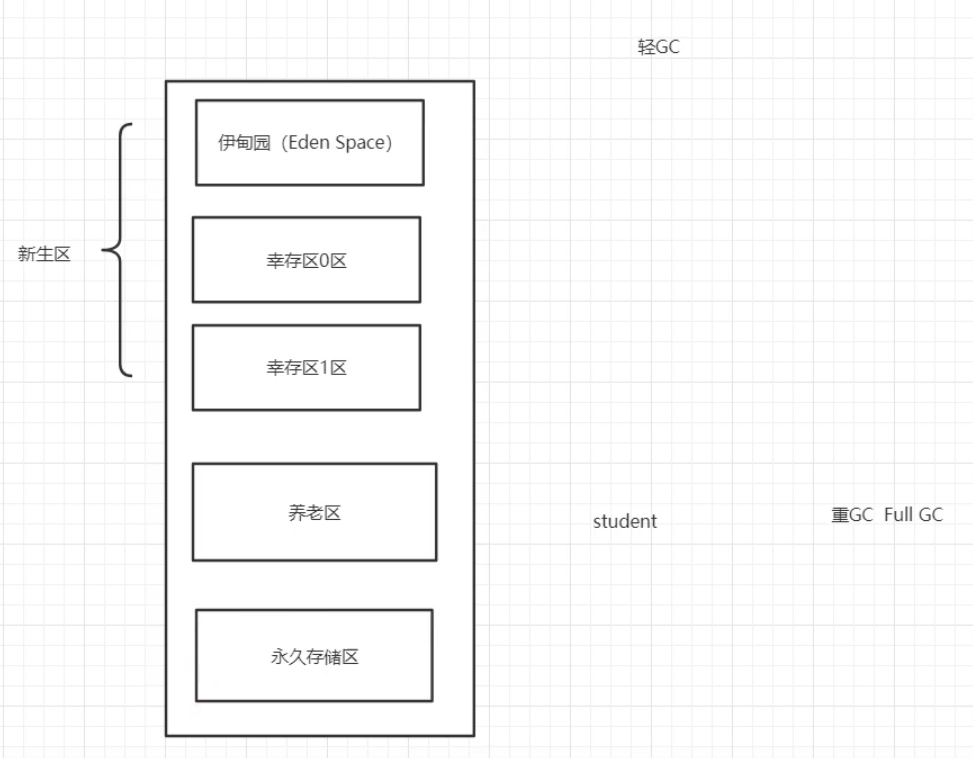 轻GC
伊甸园（Eden Space）
新生区
幸存区0区
幸存区1区
养老区
student
重GC Full GC
永久存储区